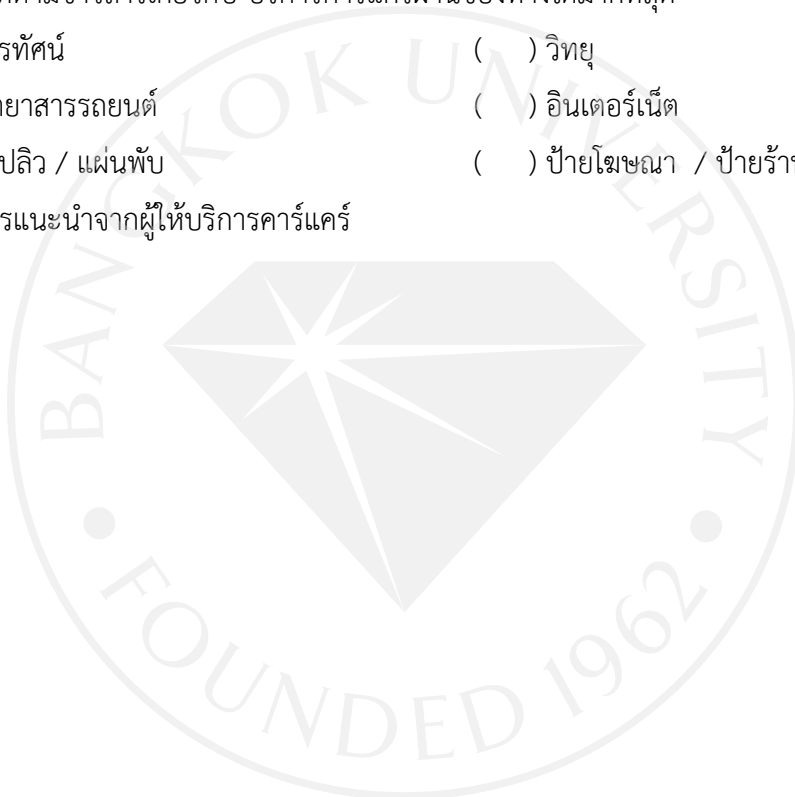 รทัศน์ ( ) วิทยุ
ยาสารรถยนต์ ( ) อินเตอร์เน็ต
ปลิว / แผ่นพับ ( ) ป้ายโฆษณา / ป้ายร้าน
รแนะนำจากผู้ให้บริการคาร์แคร์
BANGKOK UNIVERSITY
• FOUNDED 1962 •